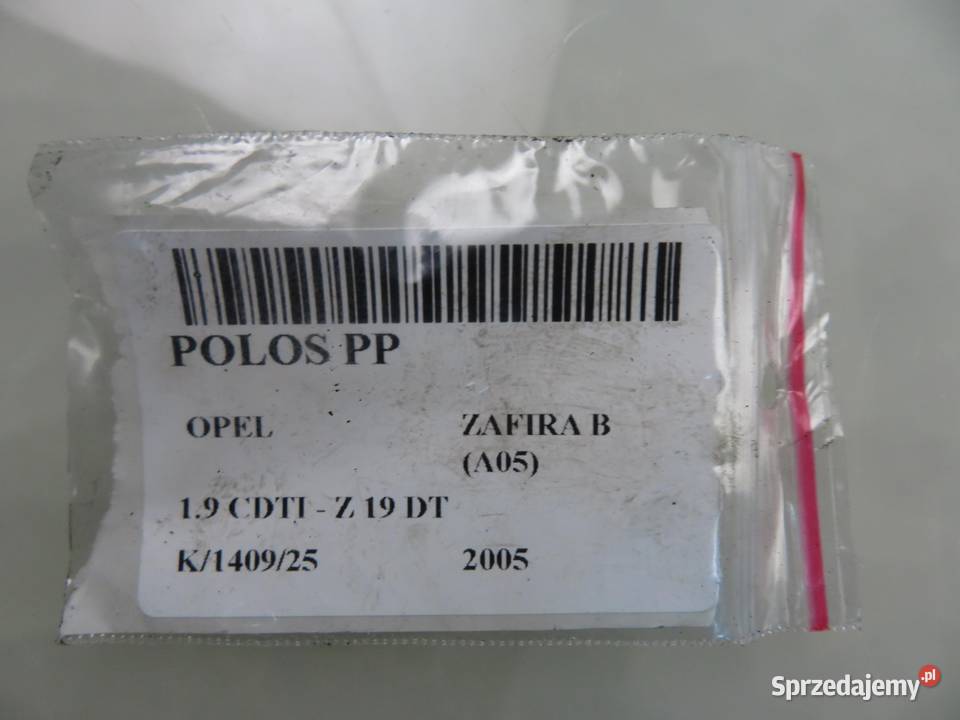 POLOS PP
OPEL ZAFIRA B
(A05)
1.9 CDTI - Z 19 DT
K/1409/25 2005
Sprzedajemy.pl